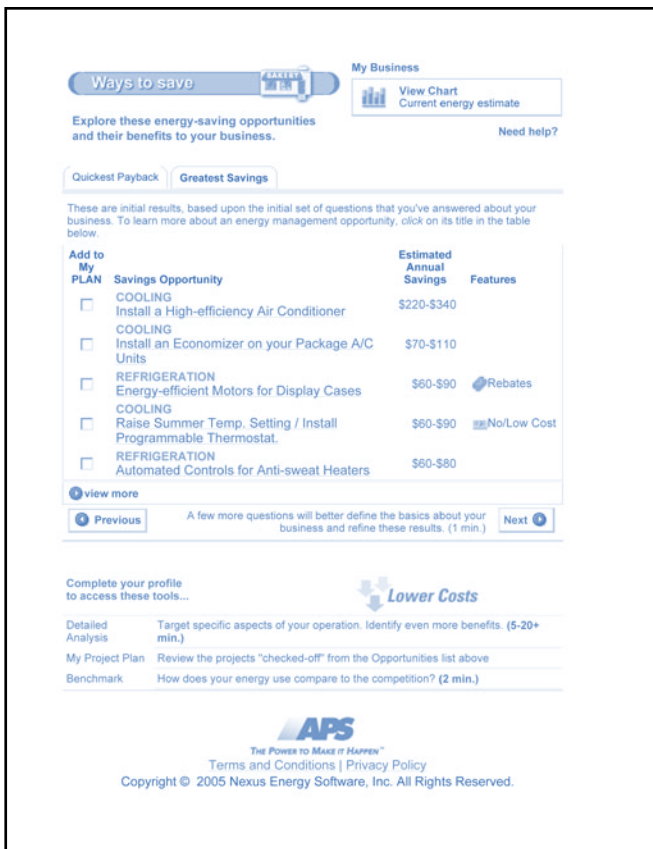 Ways to save
BAKERY
My Business
View Chart
Current energy estimate
Explore these energy-saving opportunities
and their benefits to your business.
Need help?
Quickest Payback
Greatest Savings
These are initial results, based upon the initial set of questions that you've answered about your
business. To learn more about an energy management opportunity, click on its title in the table
below.
Add to
My
PLAN
Savings Opportunity
Estimated
Annual
Savings
Features
COOLING
Install a High-efficiency Air Conditioner
$220-$340
COOLING
Install an Economizer on your Package A/C
Units
$70-$110
REFRIGERATION
Energy-efficient Motors for Display Cases
$60-$90
Rebates
COOLING
Raise Summer Temp. Setting / Install
Programmable Thermostat.
$60-$90
No/Low Cost
REFRIGERATION
Automated Controls for Anti-sweat Heaters
$60-$80
view more
Previous
A few more questions will better define the basics about your
business and refine these results. (1 min.)
Next
Complete your profile
to access these tools...
Lower Costs
Detailed
Analysis
Target specific aspects of your operation. Identify even more benefits. (5-20+
min.)
My Project Plan
Review the projects "checked-off" from the Opportunities list above
Benchmark
How does your energy use compare to the competition? (2 min.)
APS
THE POWER TO MAKE IT HAPPEN™
Terms and Conditions | Privacy Policy
Copyright © 2005 Nexus Energy Software, Inc. All Rights Reserved.